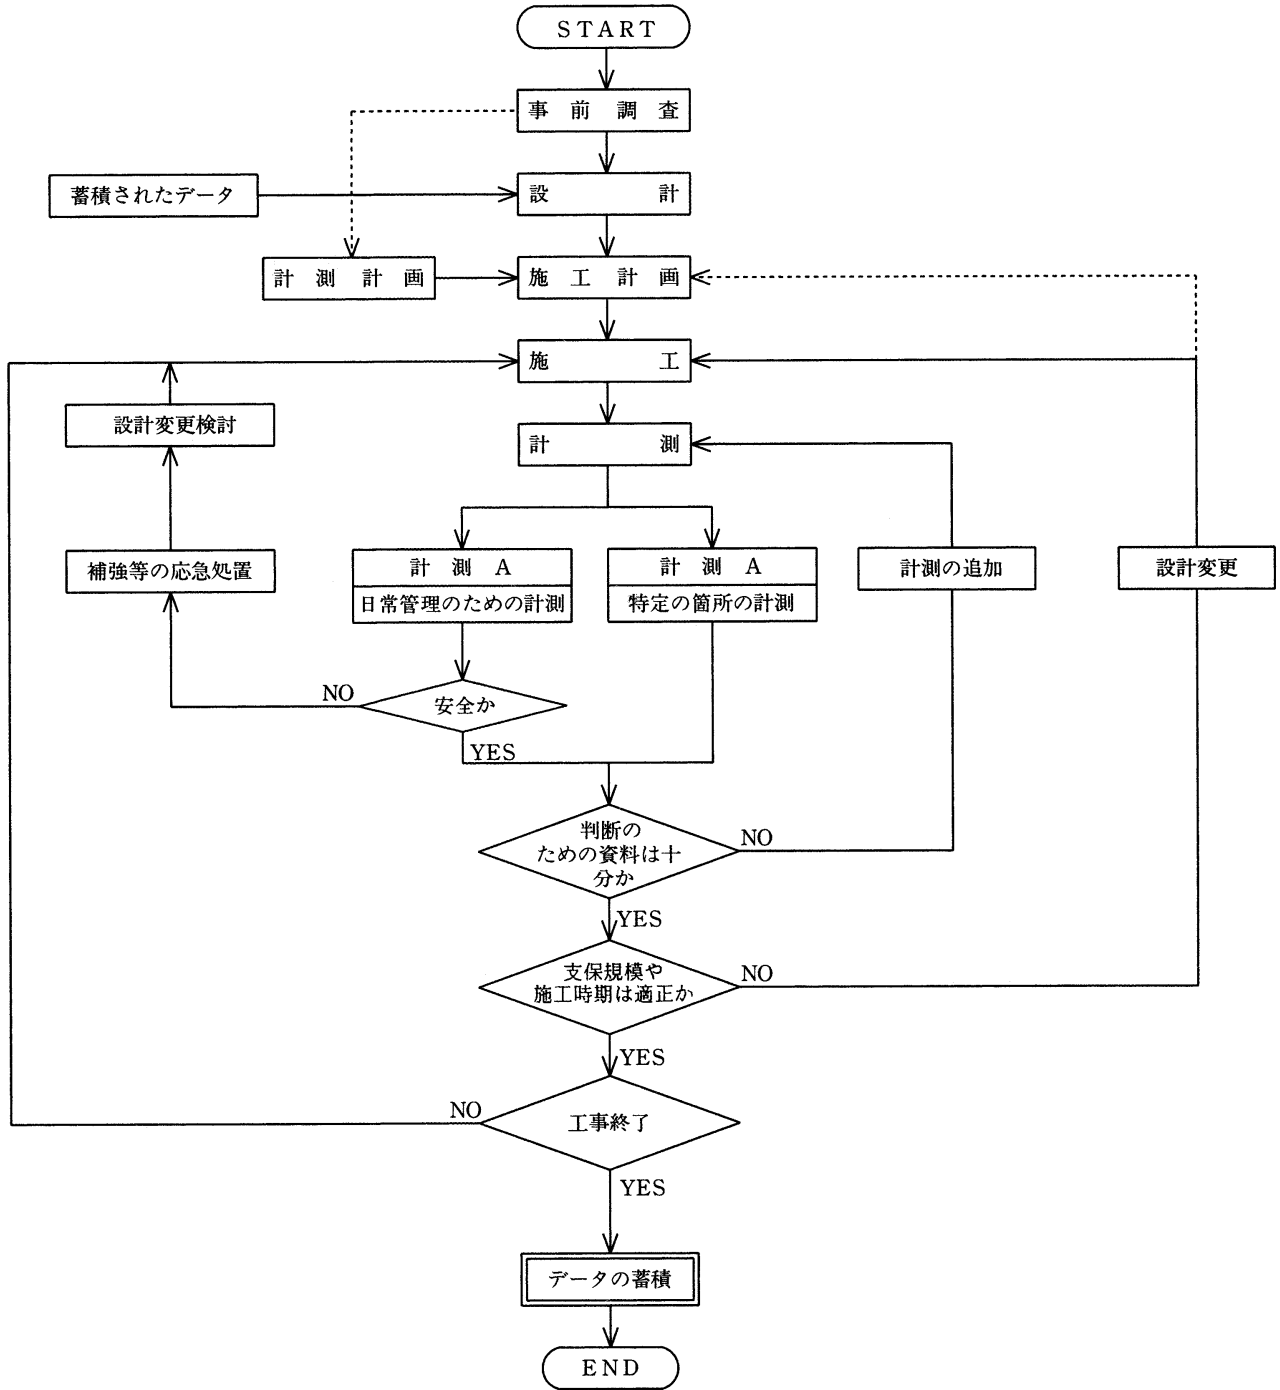 START
事前調査
蓄積されたデータ
設計
計測計画
施工計画
施工
設計変更検討
計測
補強等の応急処置
計測A
日常管理のための計測
計測A
特定の箇所の計測
計測の追加
設計変更
NO
安全か
YES
判断の
ための資料は十
分か
NO
YES
支保規模や
施工時期は適正か
NO
YES
NO
工事終了
YES
データの蓄積
END